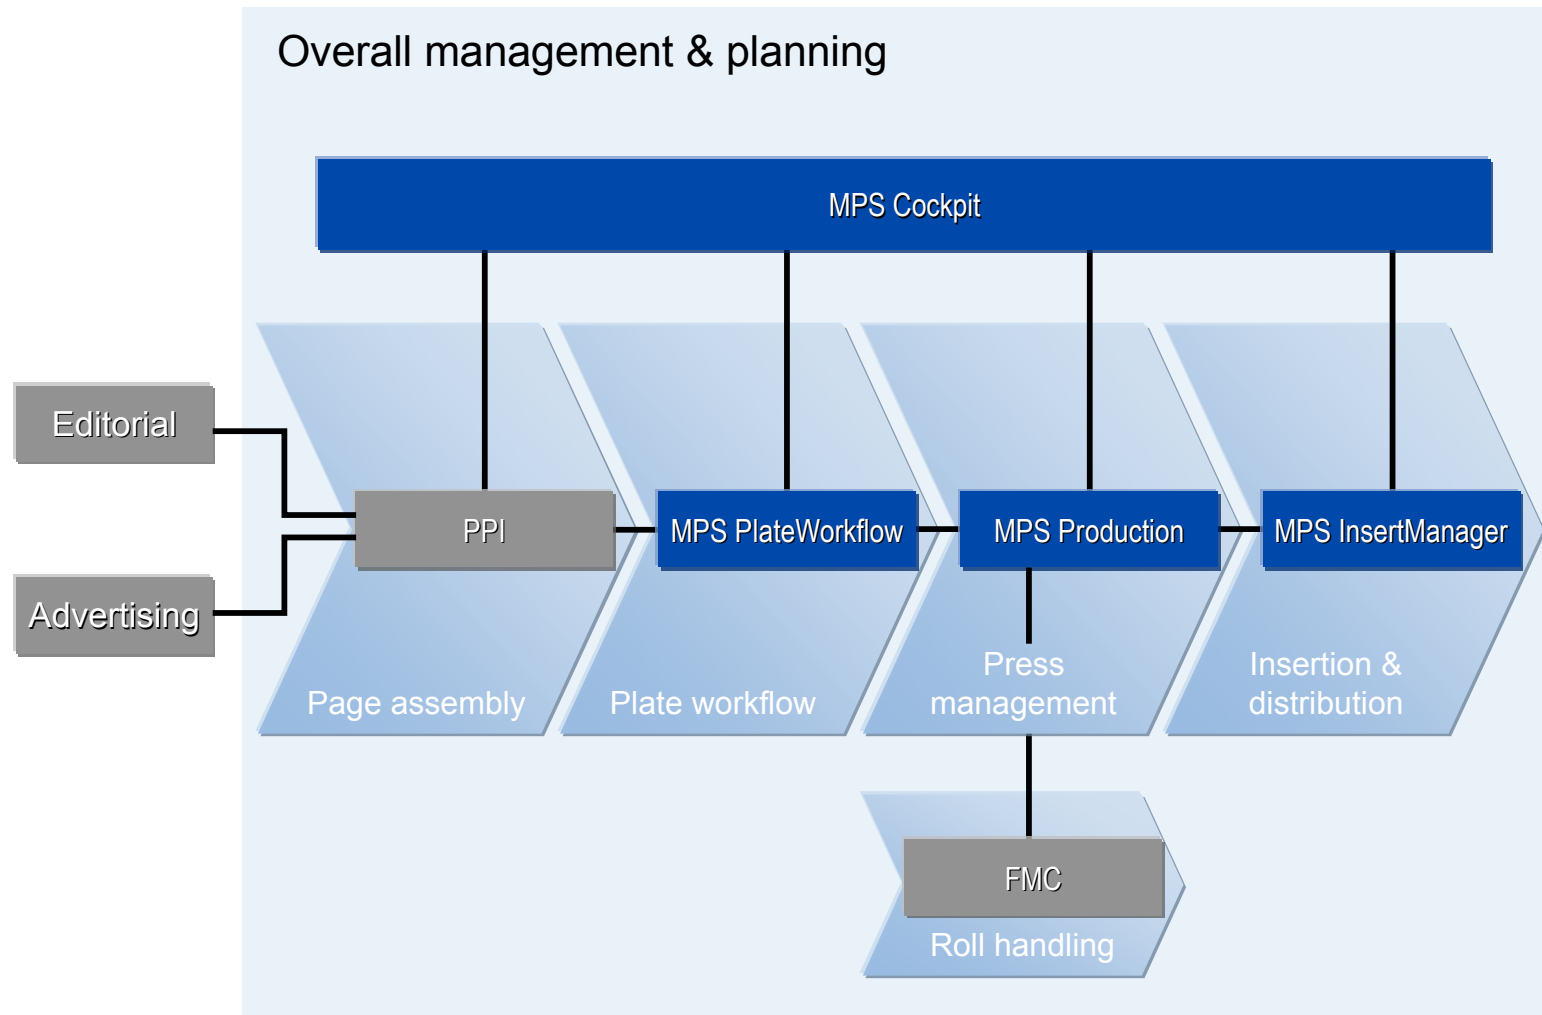 Overall management & planning
MPS Cockpit
Editorial
Advertising
PPI
MPS PlateWorkflow
MPS Production
MPS InsertManager
Page assembly
Plate workflow
Press
management
Insertion &
distribution
FMC
Roll handling